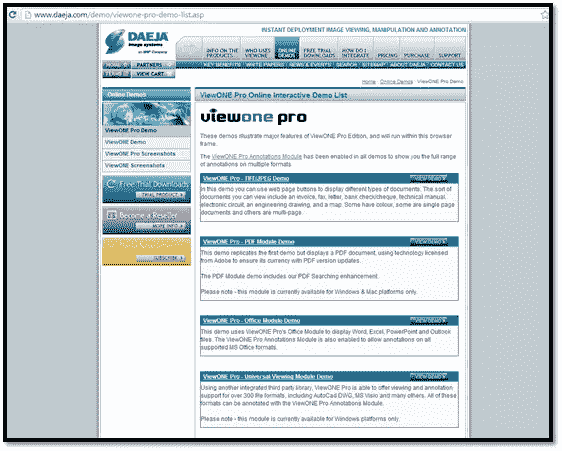 www.daeja.com/demo/viewone-pro-demo-list.asp
INSTANT DEPLOYMENT IMAGE VIEWING, MANIPULATION AND ANNOTATION
DAEJA
image systems
an IBM Company
INFO ON THE PRODUCTS
WHO USES VIEWONE
ONLINE DEMOS
FREE TRIAL DOWNLOADS
HOW DO I INTEGRATE
PRICING
PURCHASE
SUPPORT
HOME
PARTNERS
KEY BENEFITS
WHITE PAPERS
NEWS & EVENTS
SEARCH
SITEMAP
ABOUT DAEJA
CONTACT US
VIEW CART
Home
Online Demos
ViewONE Pro Demo
Online Demos
ViewONE Pro Demo
ViewONE Demo
ViewONE Pro Screenshots
ViewONE Screenshots
Free Trial Downloads
TRIAL PRODUCT
Become a Reseller
MORE INFO
SUBSCRIBE
ViewONE Pro Online Interactive Demo List
viewone pro
These demos illustrate major features of ViewONE Pro Edition, and will run within this browser
frame.
The ViewONE Pro Annotations Module has been enabled in all demos to show you the full range
of annotations on multiple formats.
ViewONE Pro - TIFF/JPEG Demo
VIEW DEMO
In this demo you can use web page buttons to display different types of documents. The sort of
documents you can view include an invoice, fax, letter, bank check/cheque, technical manual,
electronic circuit, an engineering drawing, and a map. Some have colour, some are single page
documents and others are multi-page.
ViewONE Pro - PDF Module Demo
VIEW DEMO
This demo replicates the first demo but displays a PDF document, using technology licensed
from Adobe to ensure its currency with PDF version updates.
The PDF Module demo includes our PDF Searching enhancement.
Please note - this module is currently available for Windows & Mac platforms only.
ViewONE Pro - Office Module Demo
VIEW DEMO
This demo uses ViewONE Pro's Office Module to display Word, Excel, PowerPoint and Outlook
files. The ViewONE Pro Annotations Module is also enabled to allow annotations on all
supported MS Office formats.
ViewONE Pro - Universal Viewing Module Demo
VIEW DEMO
Using another integrated third party library, ViewONE Pro is able to offer viewing and annotation
support for over 300 file formats, including AutoCad DWG, MS Visio and many others. All of these
formats can be annotated with the ViewONE Pro Annotations Module.
Please note - this module is currently available for Windows platforms only.